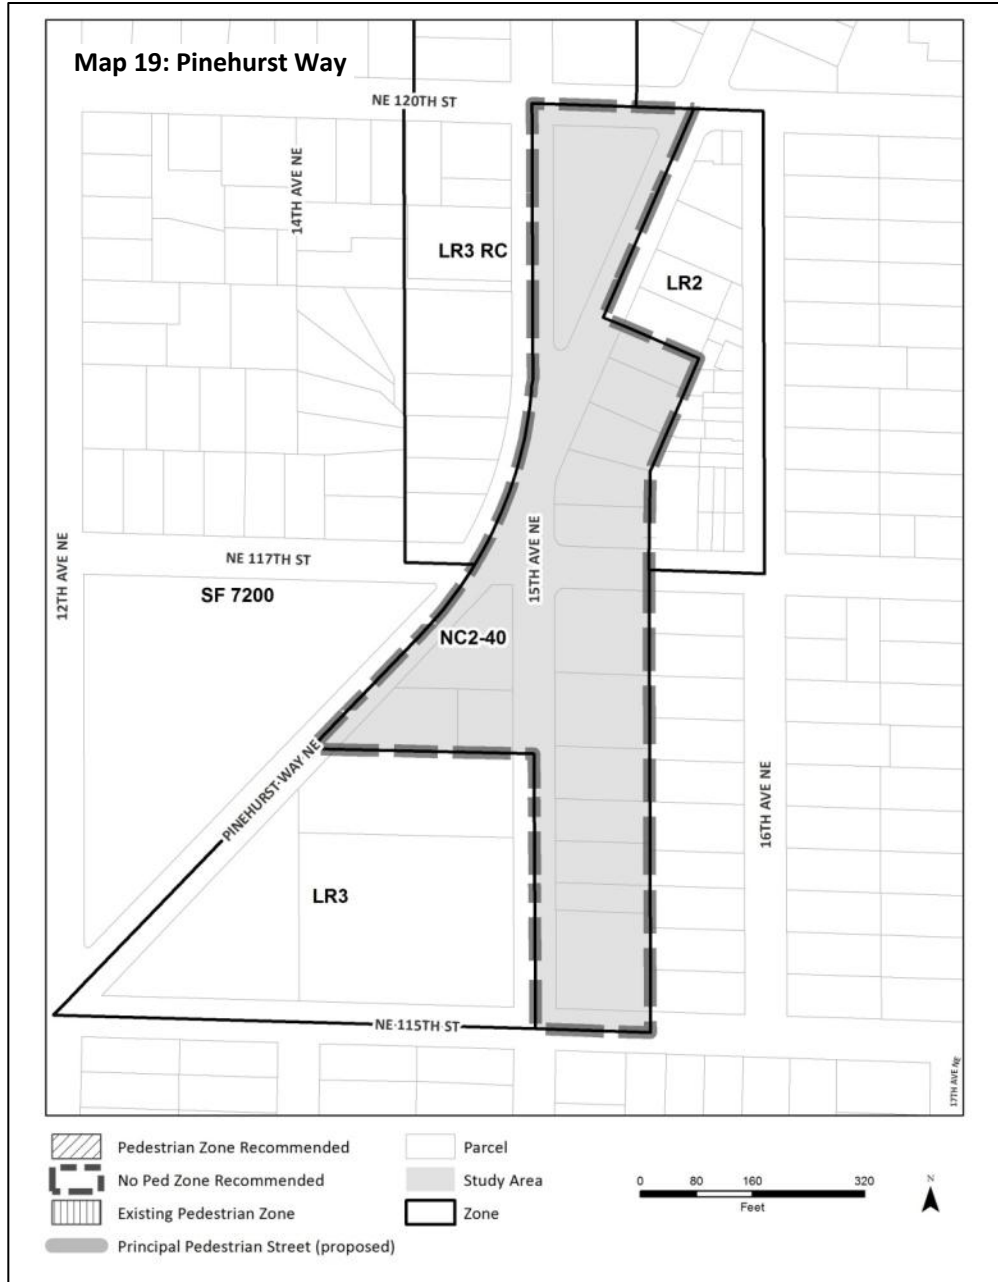 Map 19: Pinehurst Way
NE 120TH ST
14TH AVE NE
LR3 RC
LR2
15TH AVE NE
NE 117TH ST
12TH AVE NE
SF 7200
NC2-40
PINEHURST WAY NE
16TH AVE NE
LR3
NE 115TH ST
17TH AVE NE
Pedestrian Zone Recommended
No Ped Zone Recommended
Existing Pedestrian Zone
Principal Pedestrian Street (proposed)
Parcel
Study Area
Zone
0 80 160 320
Feet
N